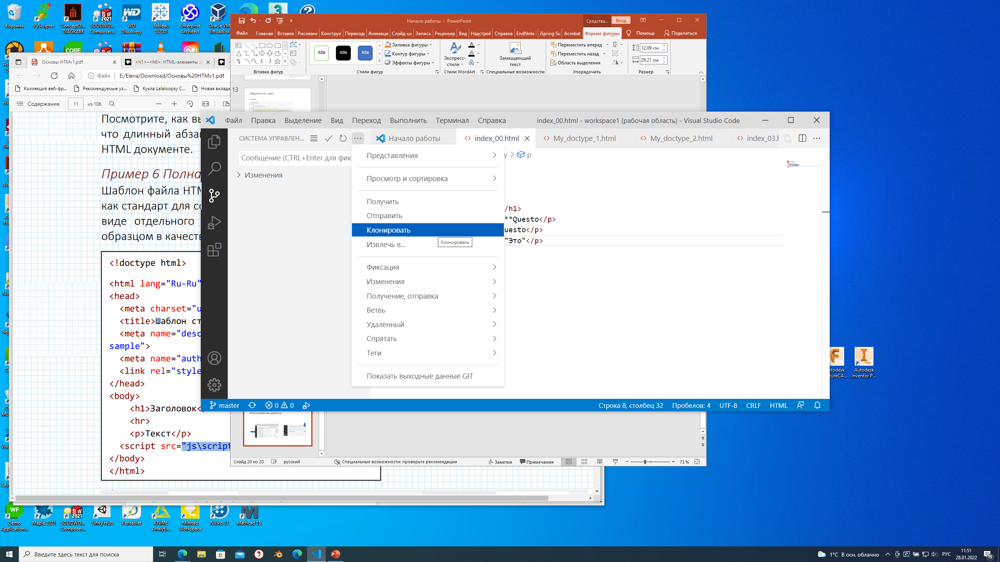 Корзина
PyScripter
ConceptD... DIAGRAM
SOLIDWO... Composer...
WD Discovery
Tableau 2020.1
Enterprise Architect
Oracle VM VirtualBox
Начало работы - PowerPoint
Средства...
Вход
Файл
Главная
Вставка
Рисовани
Конструк
Переходы
Анимаци
Слайд-ш
Запись
Рецензир
Вид
Надстрой
Справка
EndNote
iSpring Su
Acrobat
Формат фигуры
Помощь
Поделиться
Абв
Абв
Абв
Заливка фигуры
Контур фигуры
Эффекты фигуры
Экспресс-стили
Замещающий текст
Переместить вперед
Переместить назад
Область выделения
12,09 см
29,21 см
Вставка фигур
Стили фигур
Стили WordArt
Специальные возможности
Упорядочить
Размер
13
Оформление, цвет
Основы HTMv1.pdf
<h1>—<h6>: HTML-элементы за
Файл
E:/Elena/Download/Основы%20HTMv1.pdf
Коллекция веб-фр...
Рекомендуемые уз...
Кукла Lalaloopsy C...
Новая вкладк
Содержание
11
из 106
Посмотрите, как вы
что длинный абза
HTML документе.
Пример 6 Полна
Шаблон файла HTM
как стандарт для со
виде отдельного
образцом в качеств
<!doctype html>
<html lang="Ru-Ru"
<head>
<meta charset="u
<title>Шаблон ст
<meta name="desc
sample">
<meta name="auth
<link rel="style
</head>
<body>
<h1>Заголовок<
<hr>
<p>Текст</p>
<script src="js\script
</body>
</html>
Файл
Правка
Выделение
Вид
Переход
Выполнить
Терминал
Справка
index_00.html - workspace1 (рабочая область) - Visual Studio Code
СИСТЕМА УПРАВЛЕН...
Начало работы
index_00.html
My_doctype_1.html
My_doctype_2.html
index_03.h
Сообщение (CTRL+Enter для фик
Изменения
y > p
/h1>
**Questo</p>
uesto</p>
"Это"</p>
Представления
Просмотр и сортировка
Получить
Отправить
Клонировать
Извлечь в...
Клонировать
Фиксация
Изменения
Получение, отправка
Ветвь
Удаленный
Спрятать
Теги
Показать выходные данные GIT
master
0
0
Строка 8, столбец 32
Пробелов: 4
UTF-8
CRLF
HTML
Использование шаблона
Слайд 20 из 20
русский
Специальные возможности: проверьте рекомендации
Заметки
Примечания
73 %
Autodesk Inventor P...
Demo Application...
Maple 2021
SOLIDWO... Composer...
Unity Hub
Pentablet
KNIME Analyti...
Minitab Workspace
NVivo 12
Mathcad 15
Введите здесь текст для поиска
1°C В осн. облачно
РУС
11:51
28.01.2022
19